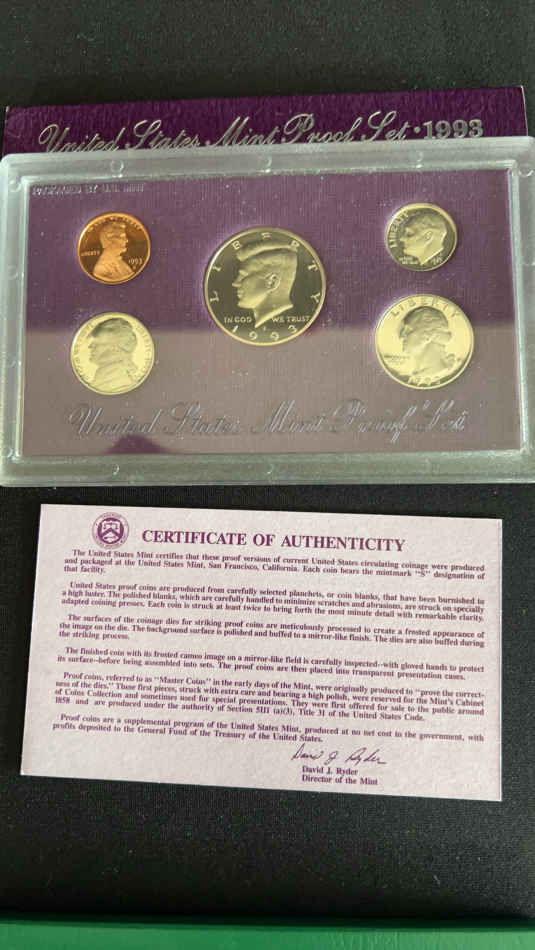 United States Mint Proof Set · 1993
PACKAGED BY U.S. MINT
LIBERTY
1993
LIBERTY
IN GOD WE TRUST
1993
LIBERTY
LIBERTY
1993
United States Mint Proof Set
CERTIFICATE OF AUTHENTICITY
The United States Mint certifies that these proof versions of current United States circulating coinage were produced
and packaged at the United States Mint, San Francisco, California. Each coin bears the mintmark "S" designation of
that facility.
United States proof coins are produced from carefully selected planchets, or coin blanks, that have been burnished to
a high luster. The polished blanks, which are carefully handled to minimize scratches and abrasions, are struck on specially
adapted coining presses. Each coin is struck at least twice to bring forth the most minute detail with remarkable clarity.
The surfaces of the coinage dies for striking proof coins are meticulously processed to create a frosted appearance of
the image on the die. The background surface is polished and buffed to a mirror-like finish. The dies are also buffed during
the striking process.
The finished coin with its frosted cameo image on a mirror-like field is carefully inspected--with gloved hands to protect
its surface--before being assembled into sets. The proof coins are then placed into transparent presentation cases.
Proof coins, referred to as "Master Coins" in the early days of the Mint, were originally produced to "prove the correct-
ness of the dies." Those first pieces, struck with extra care and bearing a high polish, were reserved for the Mint's Cabinet
of Coins Collection and sometimes used for special presentations. They were first offered for sale to the public around
1858 and are produced under the authority of Section 5111 (a)(3), Title 31 of the United States Code.
Proof coins are a supplemental program of the United States Mint, produced at no net cost to the government, with
profits deposited to the General Fund of the Treasury of the United States.
David J Ryder
David J. Ryder
Director of the Mint